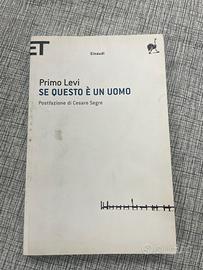 ET
Einaudi
Primo Levi
SE QUESTO È UN UOMO
Postfazione di Cesare Segre